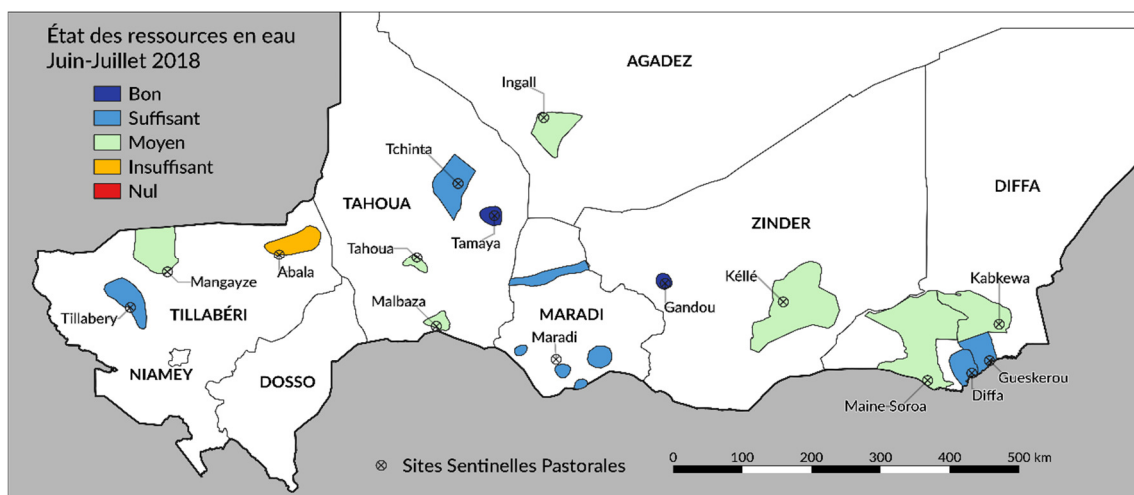 État des ressources en eau
Juin-Juillet 2018
Bon
Suffisant
Moyen
Insuffisant
Nul
AGADEZ
Ingall
Tchinta
DIFFA
TAHOUA
Tamaya
ZINDER
Tahoua
Abala
Mangayze
Kéllé
Kabkewa
Gandou
Malbaza
Tillabery
TILLABÉRI
MARADI
Maradi
Gueskerou
NIAMEY
DOSSO
Diffa
Maine-Soroa
Sites Sentinelles Pastorales
0 100 200 300 400 500 km